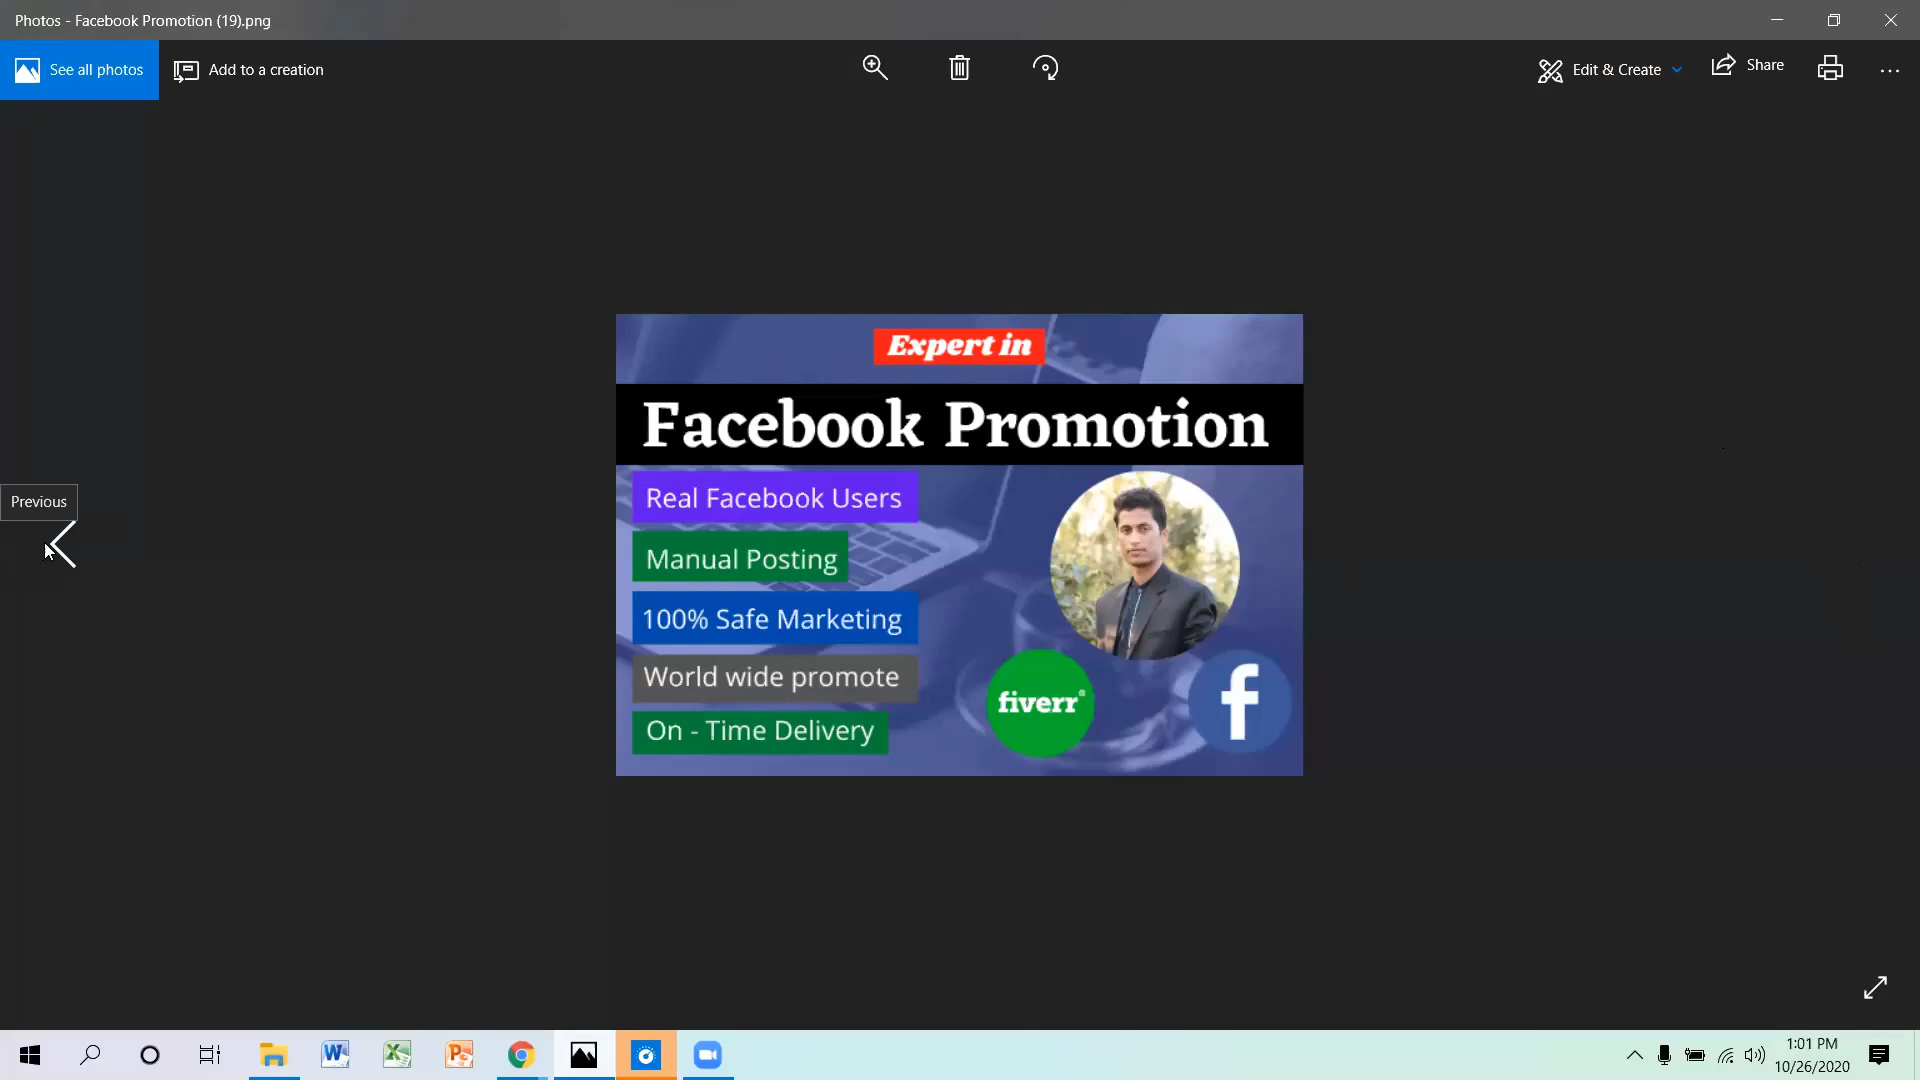 Photos - Facebook Promotion (19).png
See all photos
Add to a creation
Edit & Create
Share
Expert in
Facebook Promotion
Real Facebook Users
Manual Posting
100% Safe Marketing
World wide promote
On - Time Delivery
fiverr®
f
Previous
1:01 PM
10/26/2020